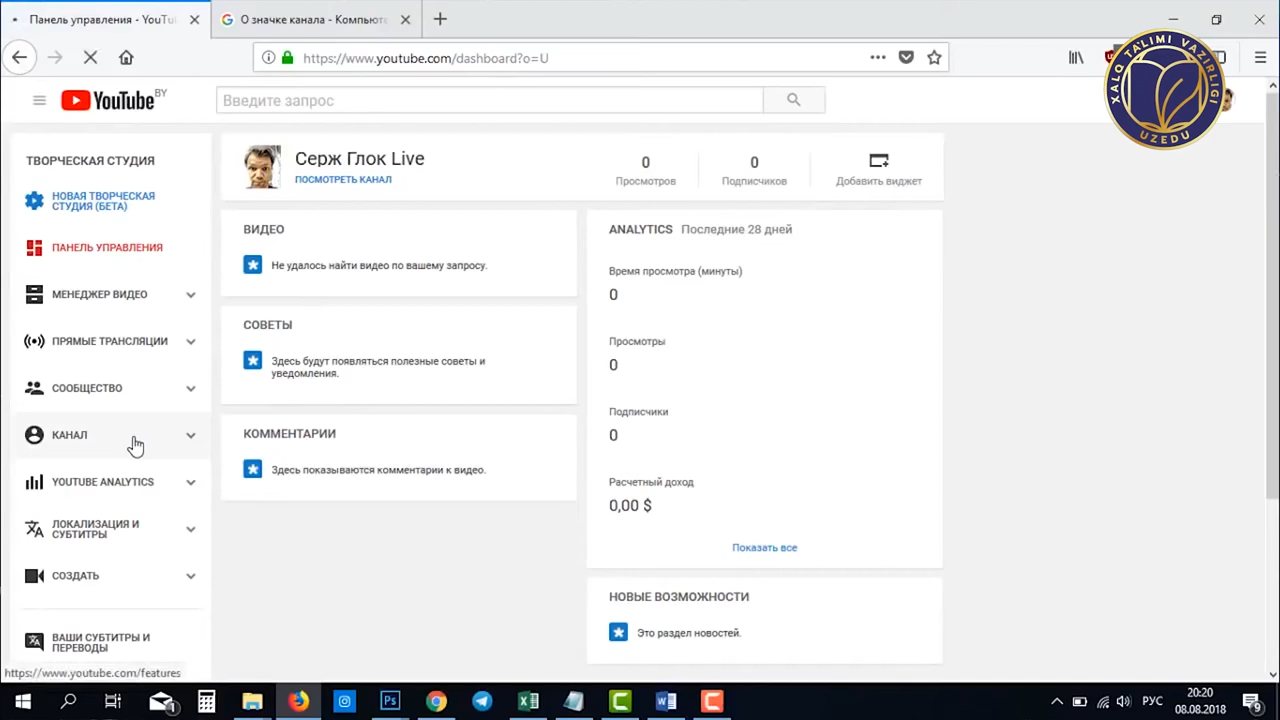 Панель управления - YouTu
О значке канала - Компьюте
https://www.youtube.com/dashboard?o=U
YouTube BY
Введите запрос
XALQ TA'LIMI VAZIRLIGI
UZEDU
ТВОРЧЕСКАЯ СТУДИЯ
НОВАЯ ТВОРЧЕСКАЯ
СТУДИЯ (БЕТА)
ПАНЕЛЬ УПРАВЛЕНИЯ
МЕНЕДЖЕР ВИДЕО
ПРЯМЫЕ ТРАНСЛЯЦИИ
СООБЩЕСТВО
КАНАЛ
YOUTUBE ANALYTICS
ЛОКАЛИЗАЦИЯ И
СУБТИТРЫ
СОЗДАТЬ
ВАШИ СУБТИТРЫ И
ПЕРЕВОДЫ
Серж Глок Live
ПОСМОТРЕТЬ КАНАЛ
0
Просмотров
0
Подписчиков
Добавить виджет
ВИДЕО
Не удалось найти видео по вашему запросу.
СОВЕТЫ
Здесь будут появляться полезные советы и
уведомления.
КОММЕНТАРИИ
Здесь показываются комментарии к видео.
ANALYTICS Последние 28 дней
Время просмотра (минуты)
0
Просмотры
0
Подписчики
0
Расчетный доход
0,00 $
Показать все
НОВЫЕ ВОЗМОЖНОСТИ
Это раздел новостей.
https://www.youtube.com/features
1
Ps
РУС
20:20
08.08.2018
9